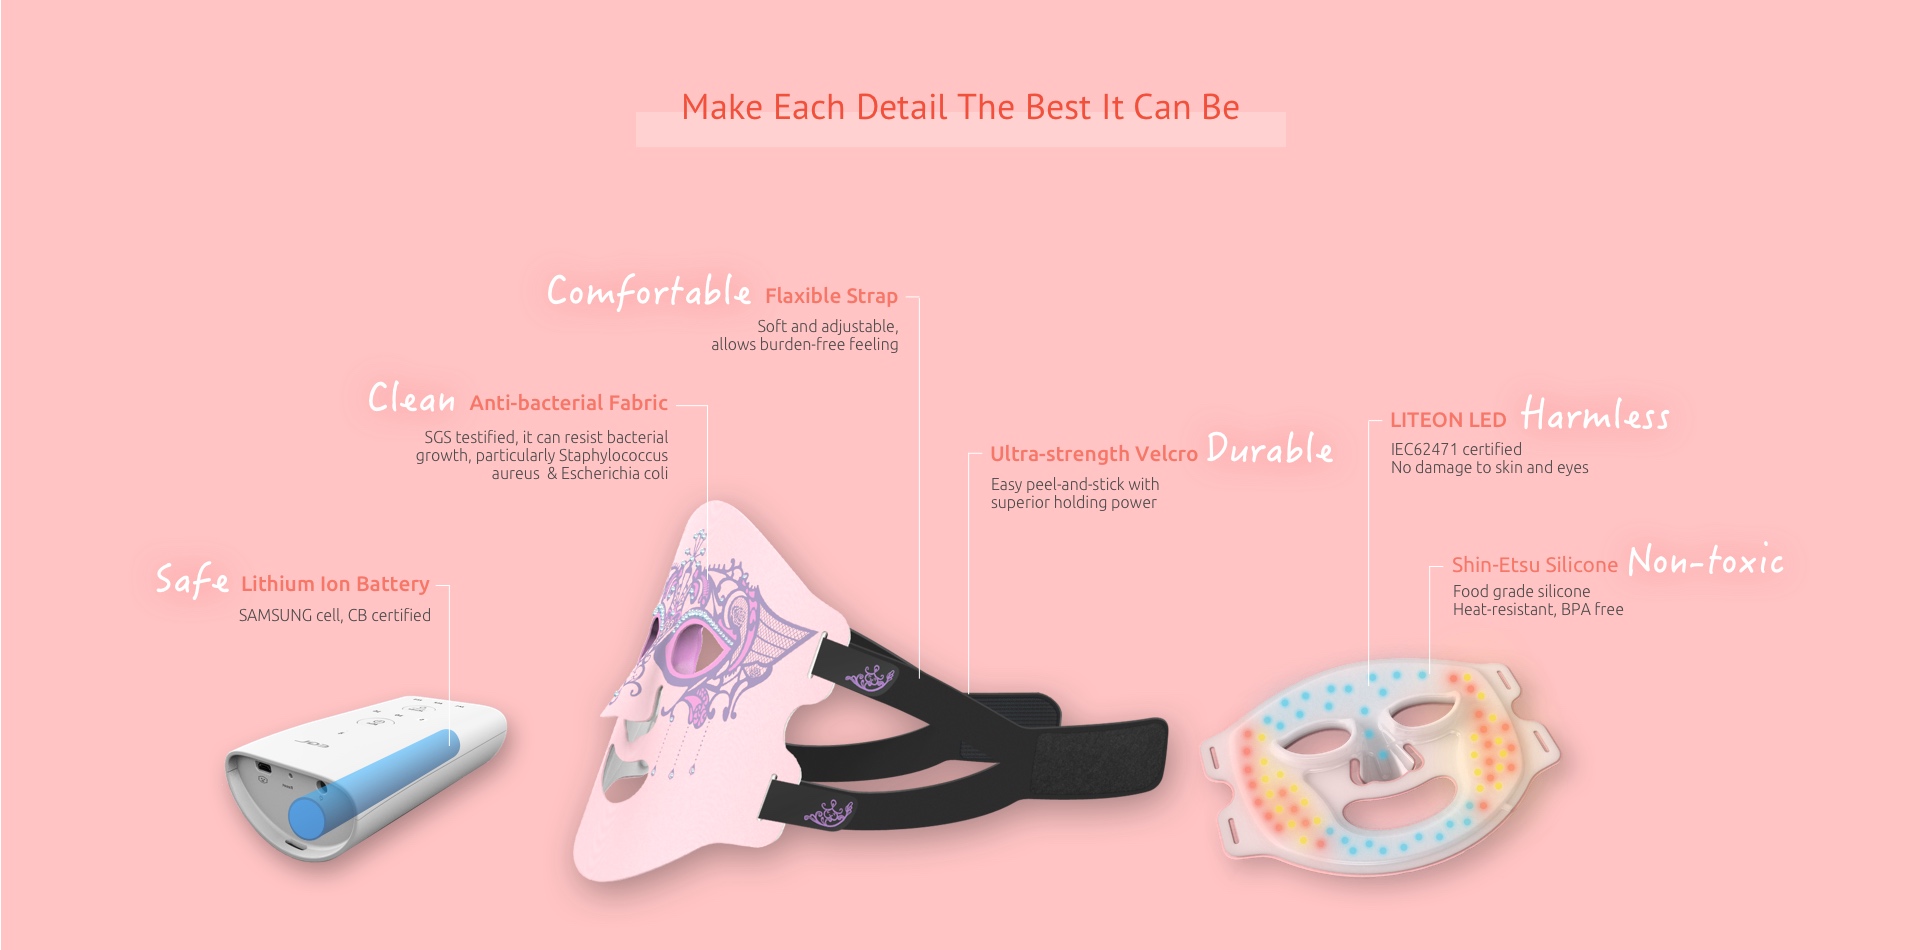 Make Each Detail The Best It Can Be
Comfortable Flaxible Strap
Soft and adjustable,
allows burden-free feeling
Clean Anti-bacterial Fabric
SGS testified, it can resist bacterial
growth, particularly Staphylococcus
aureus & Escherichia coli
Safe Lithium Ion Battery
SAMSUNG cell, CB certified
Ultra-strength Velcro Durable
Easy peel-and-stick with
superior holding power
LITEON LED Harmless
IEC62471 certified
No damage to skin and eyes
Shin-Etsu Silicone Non-toxic
Food grade silicone
Heat-resistant, BPA free